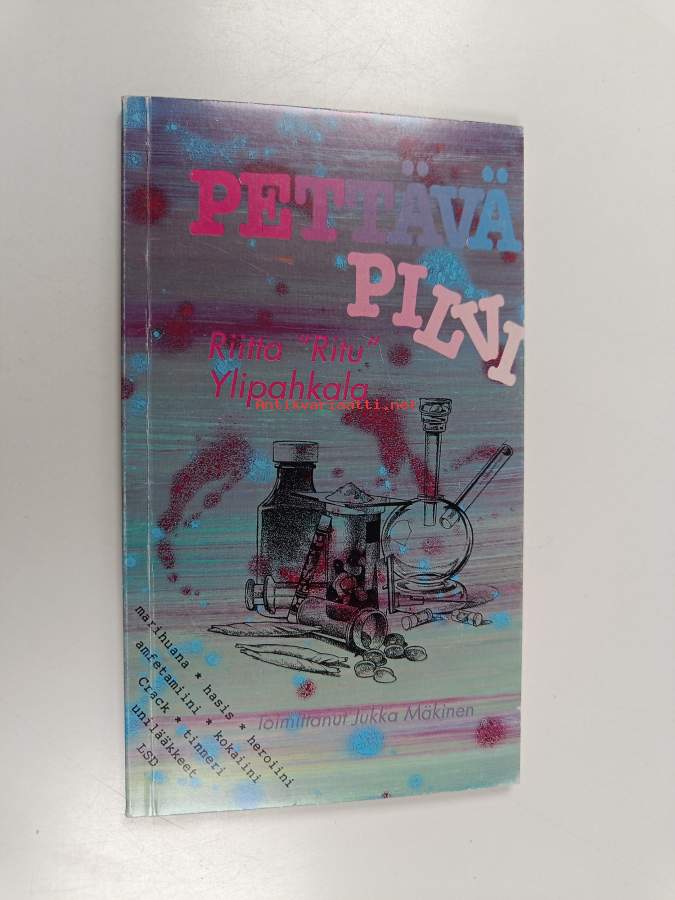 PETTÄVÄ
PILVI
Riitta "Ritu"
Ylipahkala
Antikvariaatti.net
marihuana * hasis * heroiini
amfetamiini * kokaiini
Crack * tinneri
unilääkkeet
LSD
Toimittanut Jukka Mäkinen